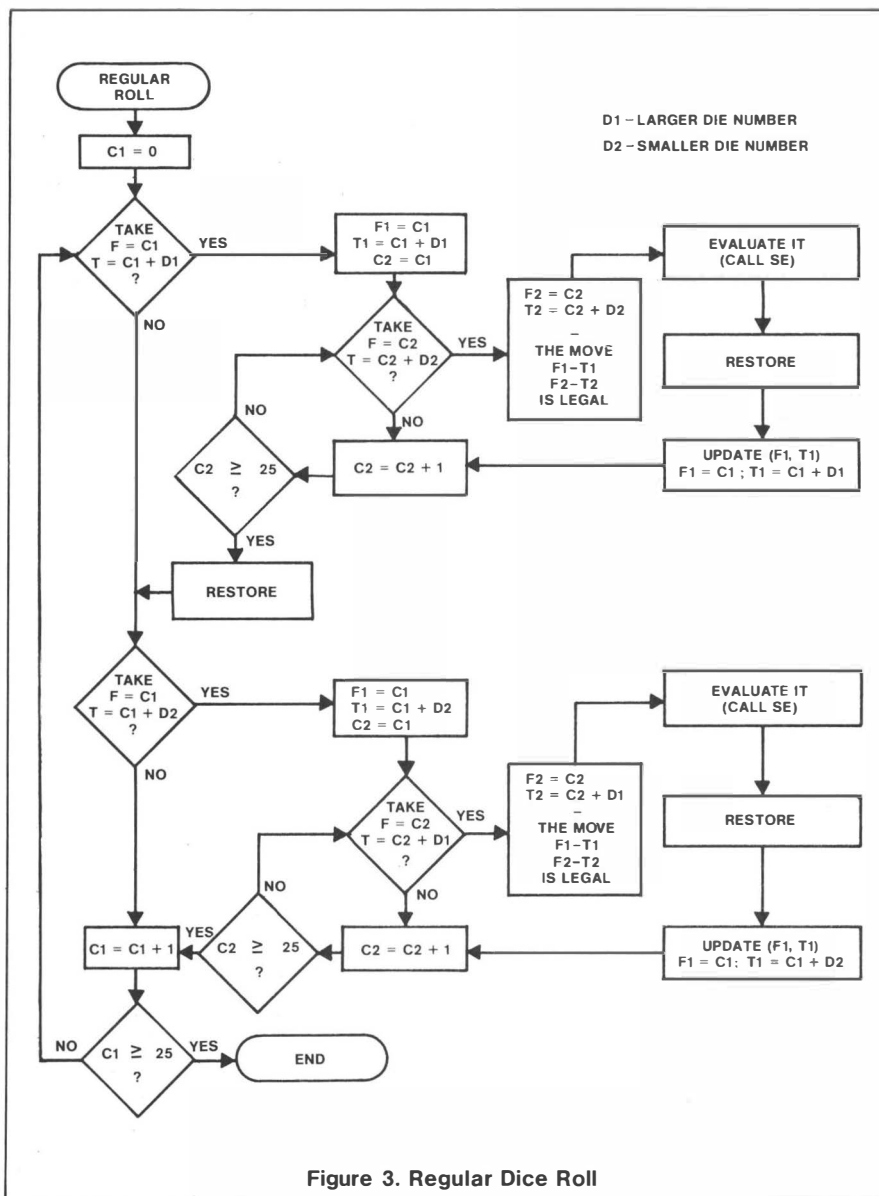 REGULAR
ROLL
D1 – LARGER DIE NUMBER
D2 – SMALLER DIE NUMBER
C1 = 0
TAKE
F = C1
T = C1 + D1
?
YES
NO
F1 = C1
T1 = C1 + D1
C2 = C1
TAKE
F = C2
T = C2 + D2
?
YES
NO
F2 = C2
T2 = C2 + D2
–
THE MOVE
F1-T1
F2-T2
IS LEGAL
EVALUATE IT
(CALL SE)
RESTORE
UPDATE (F1, T1)
F1 = C1 ; T1 = C1 + D1
C2 = C2 + 1
NO
C2 ≥ 25
?
YES
RESTORE
TAKE
F = C1
T = C1 + D2
?
YES
NO
F1 = C1
T1 = C1 + D2
C2 = C1
TAKE
F = C2
T = C2 + D1
?
YES
NO
F2 = C2
T2 = C2 + D1
–
THE MOVE
F1-T1
F2-T2
IS LEGAL
EVALUATE IT
(CALL SE)
RESTORE
UPDATE (F1, T1)
F1 = C1; T1 = C1 + D2
C2 = C2 + 1
NO
C2 ≥ 25
?
YES
C1 = C1 + 1
NO
C1 ≥ 25
?
YES
END
Figure 3. Regular Dice Roll